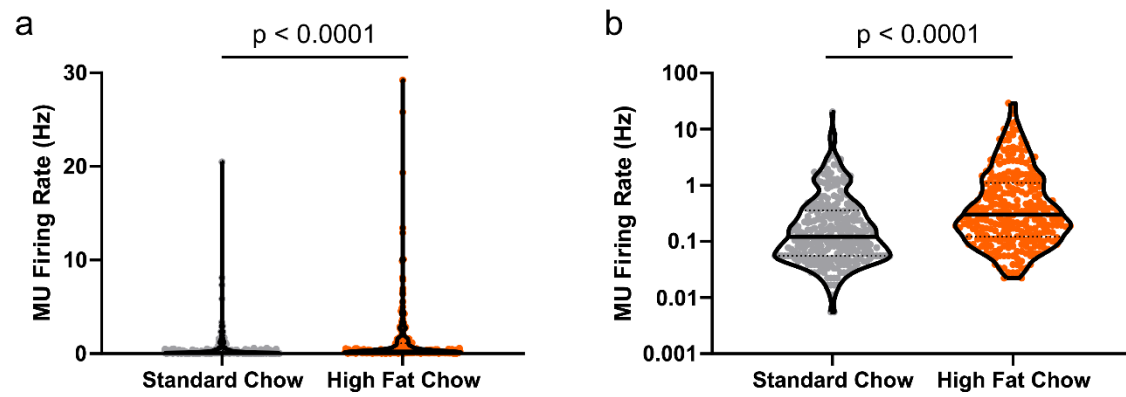 a
p < 0.0001
MU Firing Rate (Hz)
30
20
10
0
Standard Chow
High Fat Chow
b
p < 0.0001
MU Firing Rate (Hz)
100
10
1
0.1
0.01
0.001
Standard Chow
High Fat Chow